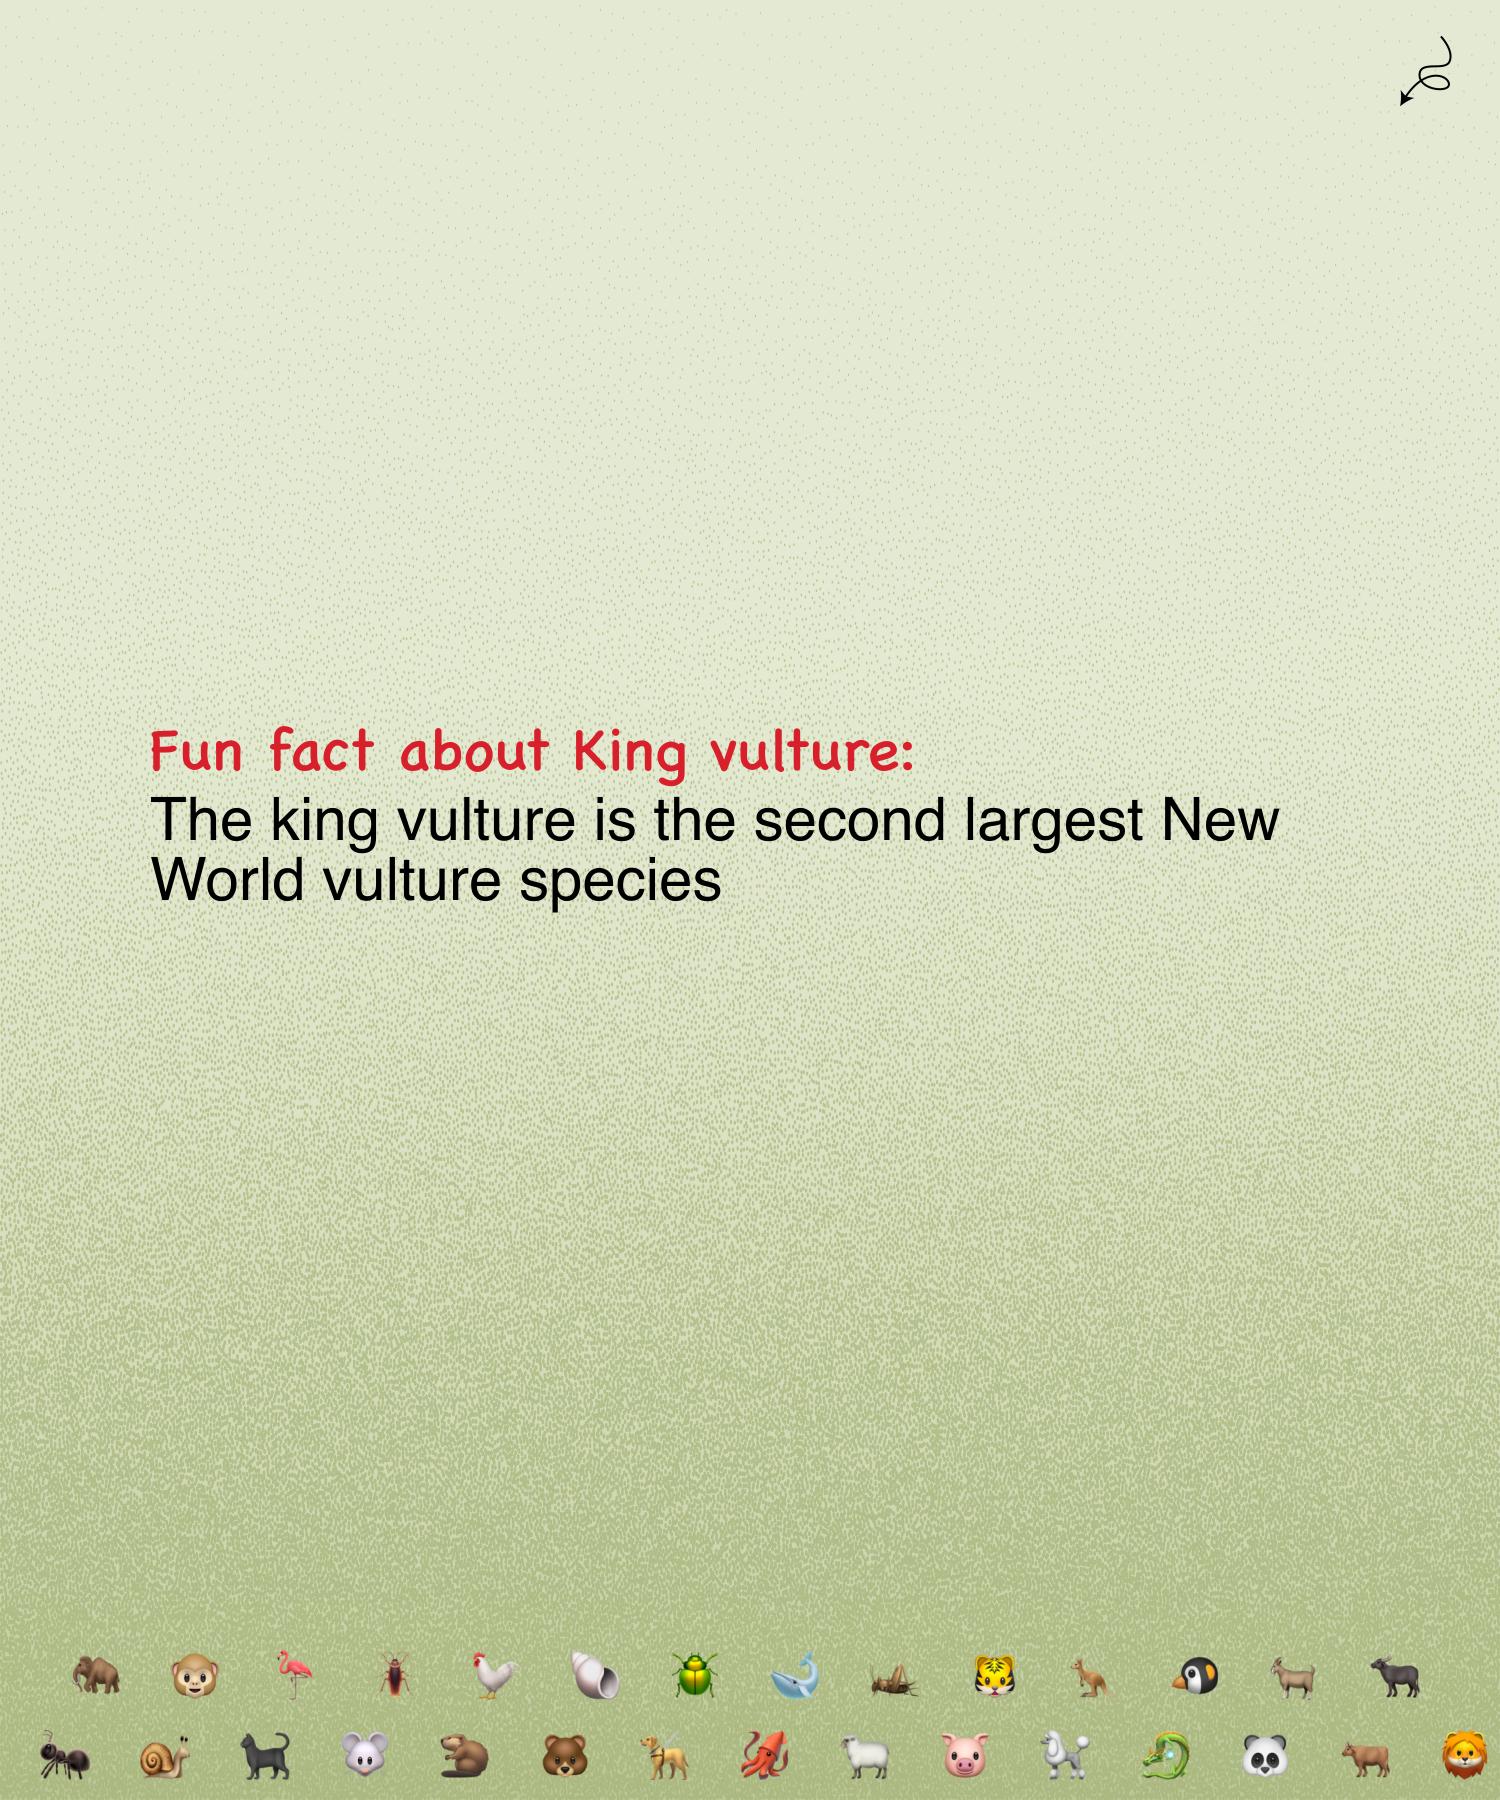 Fun fact about King vulture:
The king vulture is the second largest New
World vulture species